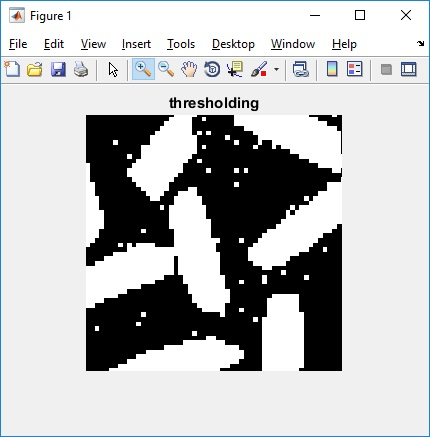 Figure 1
File Edit View Insert Tools Desktop Window Help
thresholding